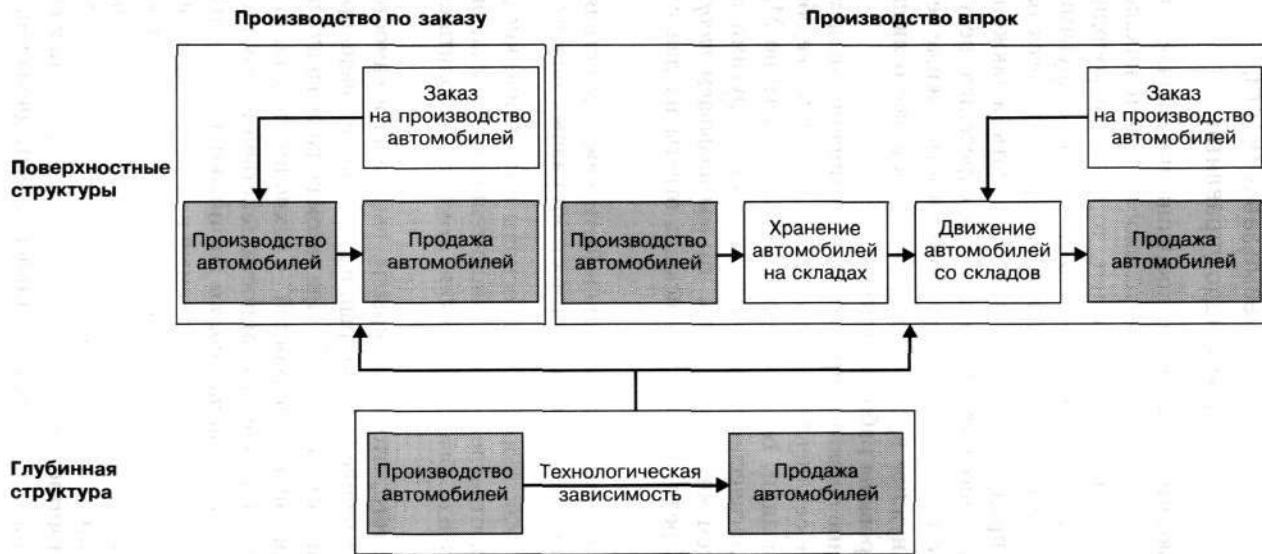 Производство по заказу
Производство впрок
Заказ
на производство
автомобилей
Заказ
на производство
автомобилей
Поверхностные
структуры
Производство
автомобилей
Продажа
автомобилей
Производство
автомобилей
Хранение
автомобилей
на складах
Движение
автомобилей
со складов
Продажа
автомобилей
Глубинная
структура
Производство
автомобилей
Технологическая
зависимость
Продажа
автомобилей